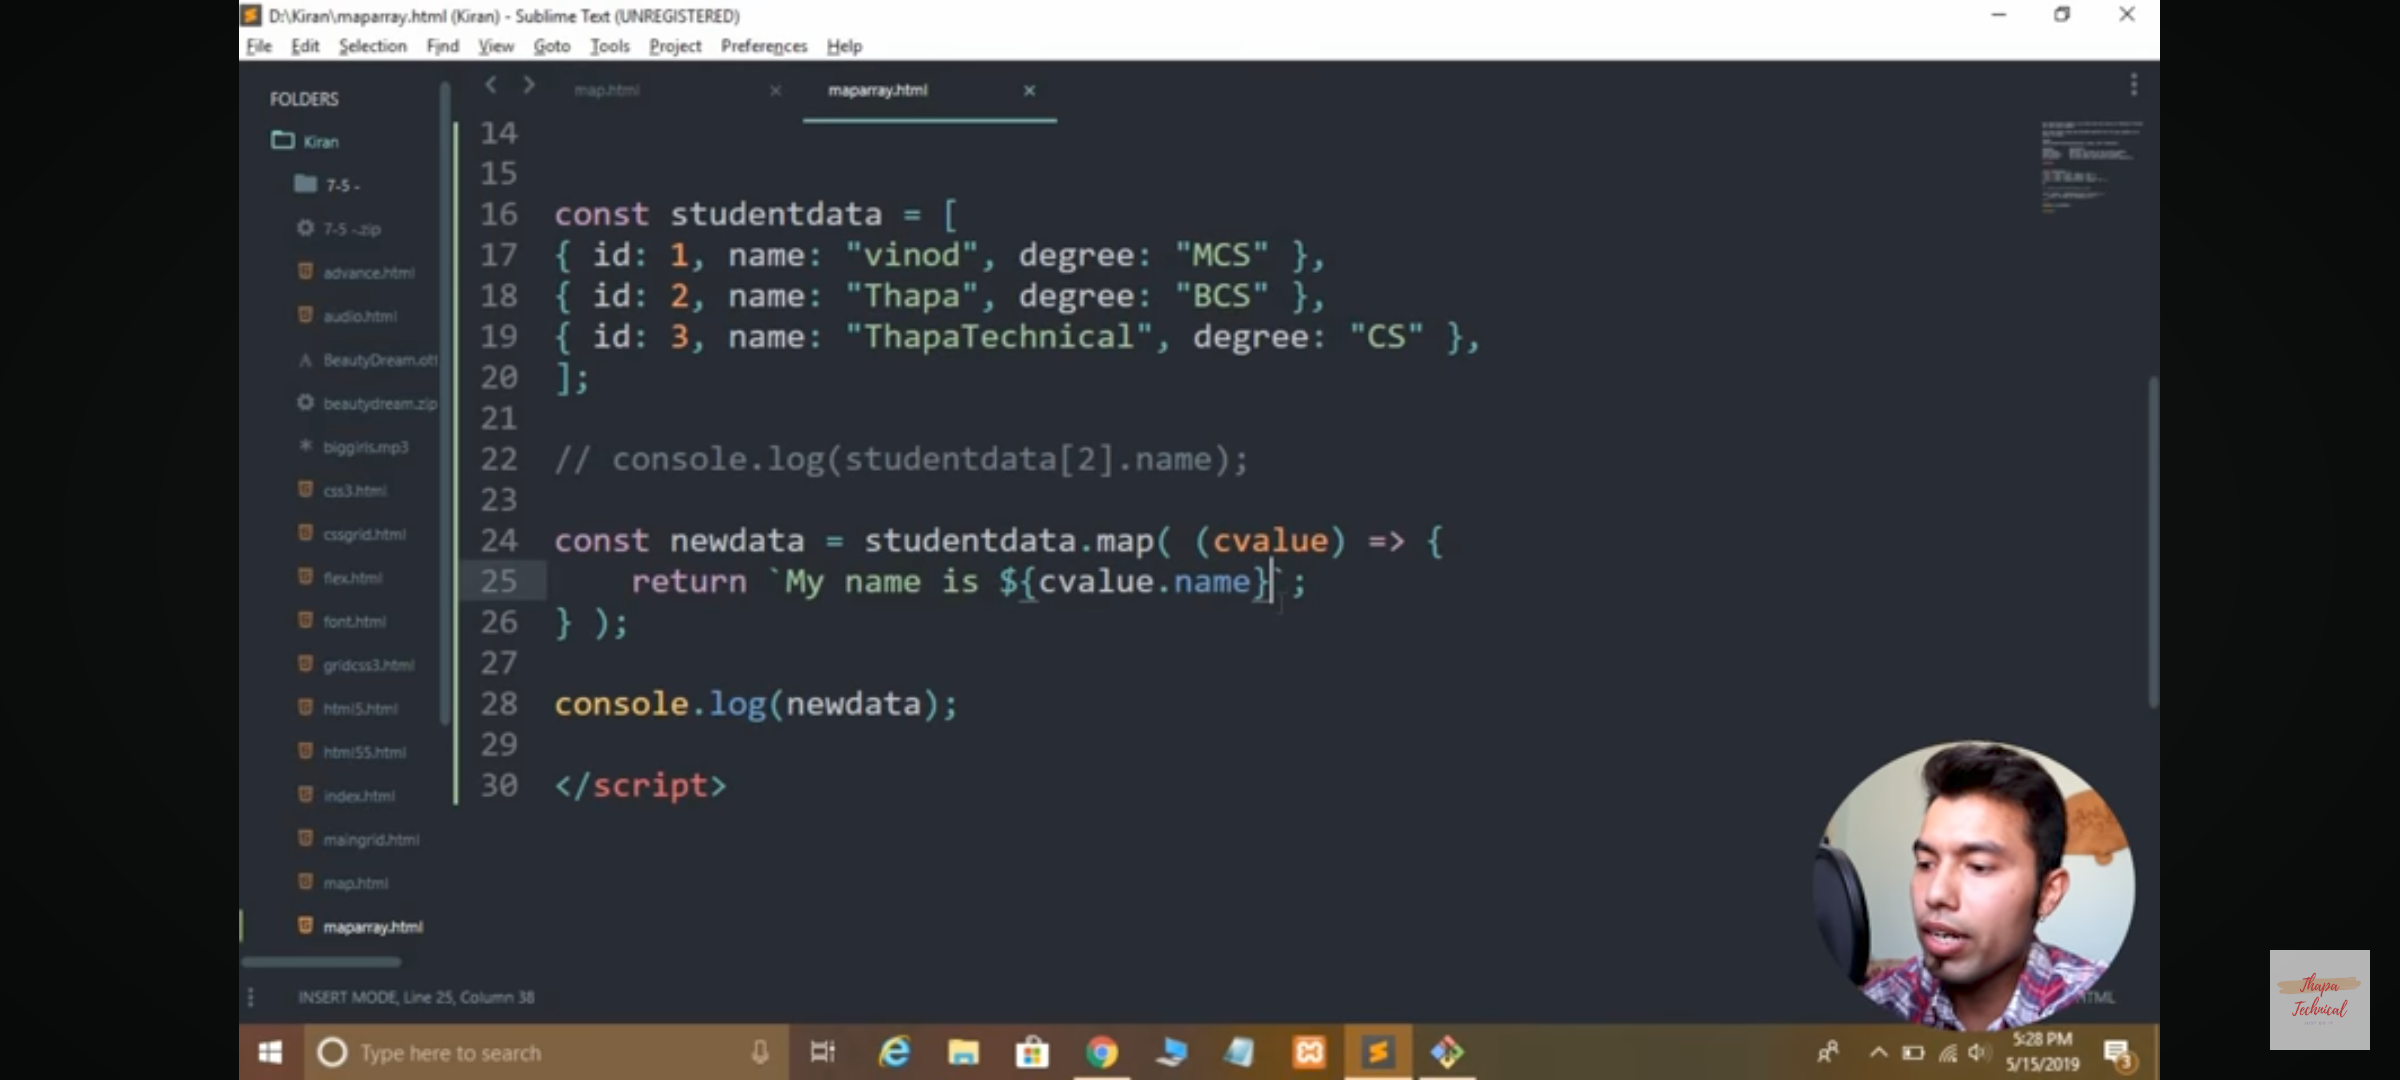 D:\Kiran\maparray.html (Kiran) - Sublime Text (UNREGISTERED)
File Edit Selection Find View Goto Tools Project Preferences Help
FOLDERS
Kiran
7-5 -
7-5 -.zip
advance.html
audio.html
BeautyDream.otf
beautydream.zip
biggirls.mp3
css3.html
cssgrid.html
flex.html
font.html
gridcss3.html
html5.html
html55.html
index.html
maingrid.html
map.html
maparray.html
map.html
maparray.html
14
15
16 const studentdata = [
17 { id: 1, name: "vinod", degree: "MCS" },
18 { id: 2, name: "Thapa", degree: "BCS" },
19 { id: 3, name: "ThapaTechnical", degree: "CS" },
20 ];
21
22 // console.log(studentdata[2].name);
23
24 const newdata = studentdata.map( (cvalue) => {
25 return `My name is ${cvalue.name}`;
26 } );
27
28 console.log(newdata);
29
30 </script>
INSERT MODE, Line 25, Column 38
HTML
Type here to search
5:28 PM
5/15/2019
3
Thapa
Technical